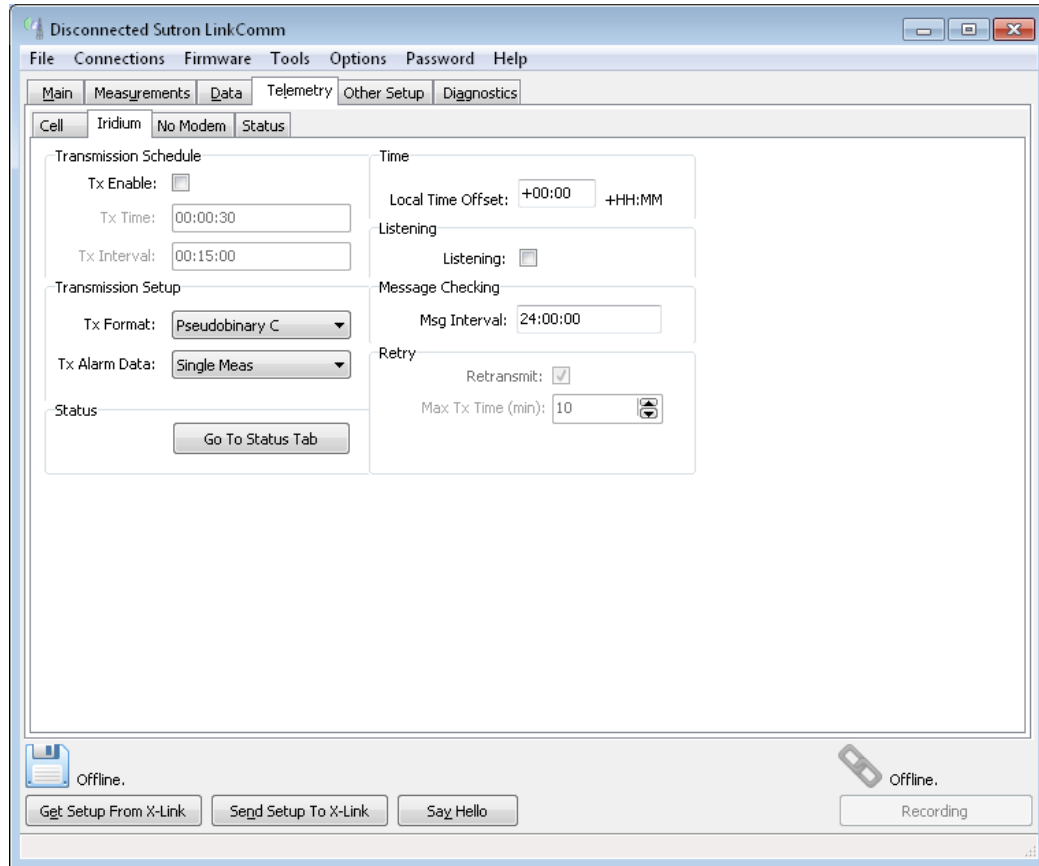 Disconnected Sutron LinkComm
File Connections Firmware Tools Options Password Help
Main Measurements Data Telemetry Other Setup Diagnostics
Cell Iridium No Modem Status
Transmission Schedule
Tx Enable:
Tx Time: 00:00:30
Tx Interval: 00:15:00
Transmission Setup
Tx Format: Pseudobinary C
Tx Alarm Data: Single Meas
Status
Go To Status Tab
Time
Local Time Offset: +00:00 +HH:MM
Listening
Listening:
Message Checking
Msg Interval: 24:00:00
Retry
Retransmit:
Max Tx Time (min): 10
Offline.
Offline.
Get Setup From X-Link Send Setup To X-Link Say Hello Recording